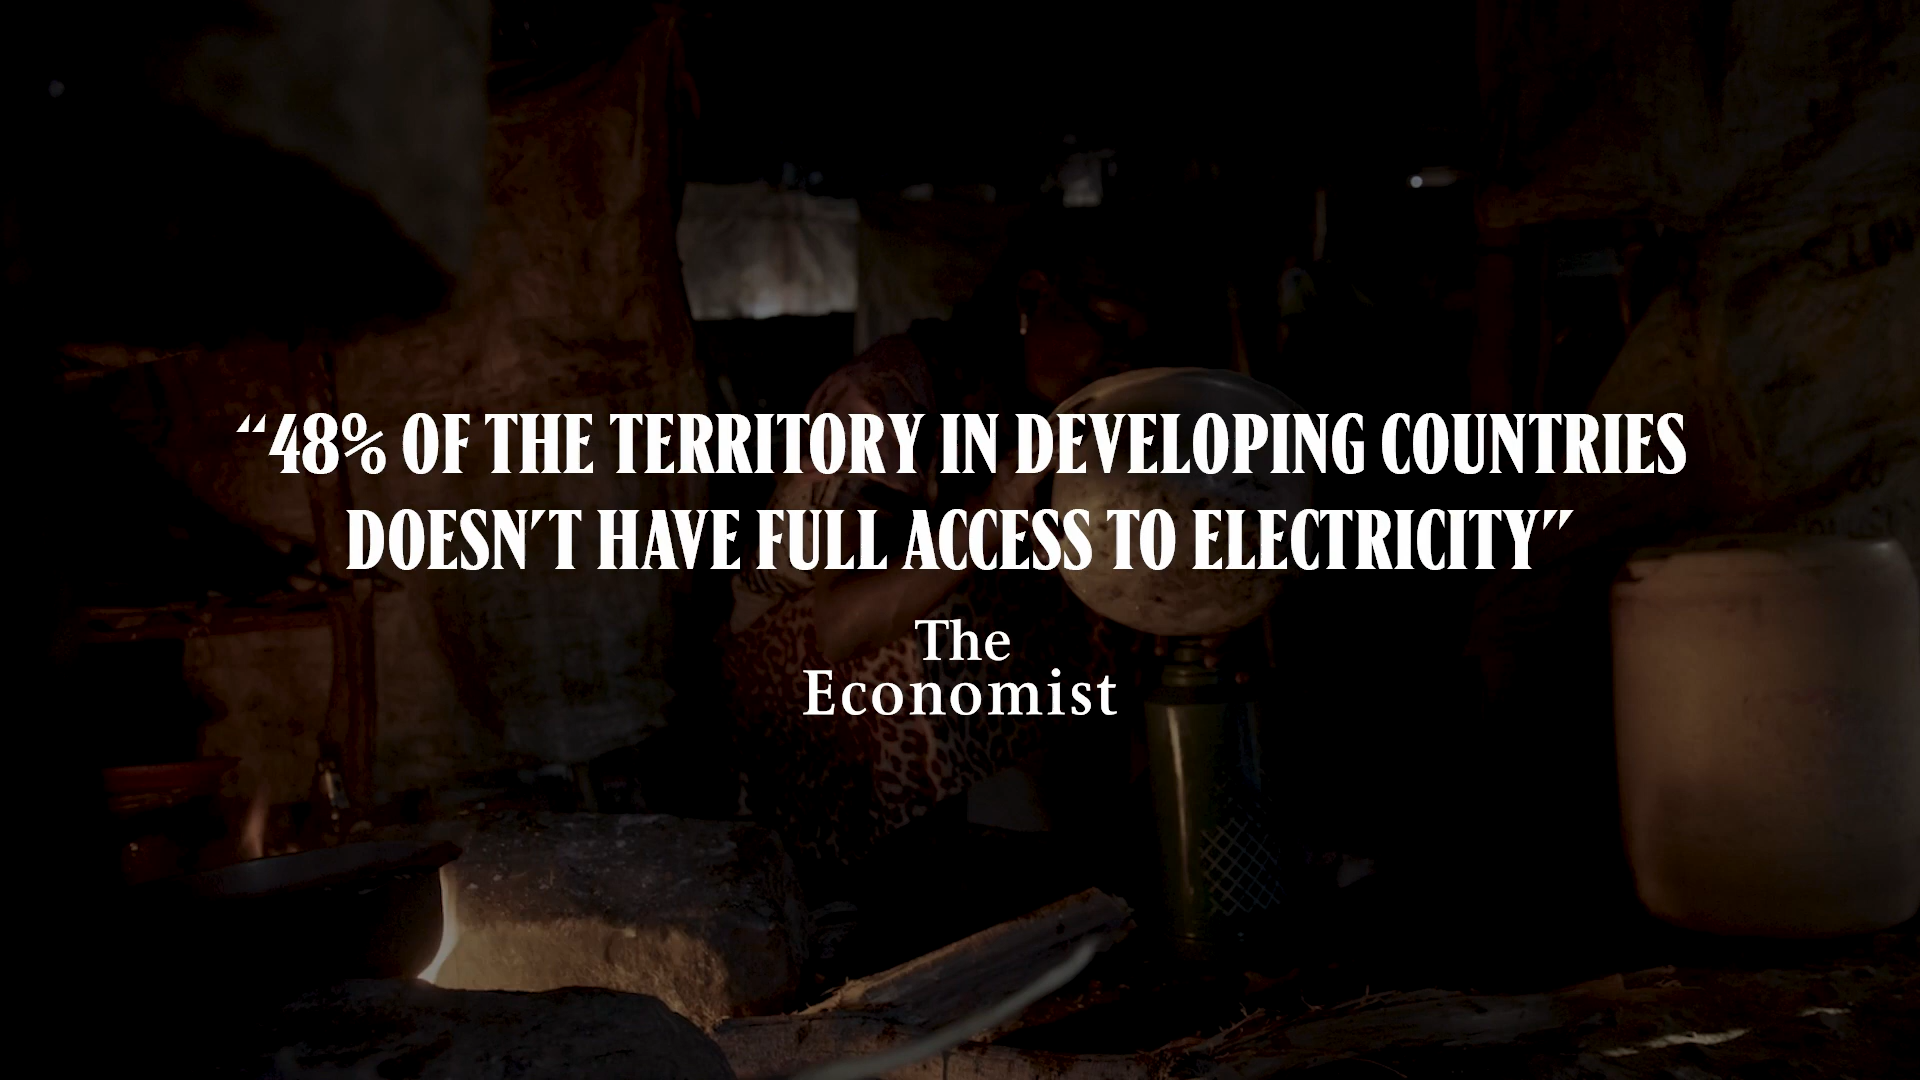 “48% OF THE TERRITORY IN DEVELOPING COUNTRIES
DOESN'T HAVE FULL ACCESS TO ELECTRICITY”
The
Economist